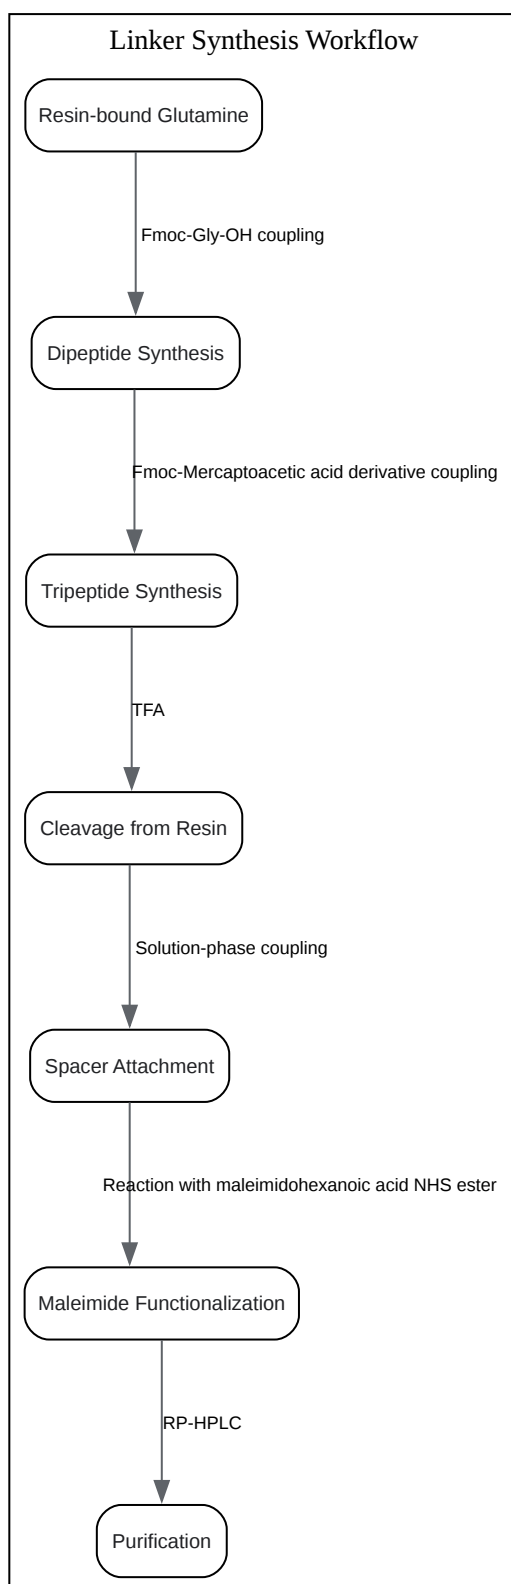 Linker Synthesis Workflow
Resin-bound Glutamine
Fmoc-Gly-OH coupling
Dipeptide Synthesis
Fmoc-Mercaptoacetic acid derivative coupling
Tripeptide Synthesis
TFA
Cleavage from Resin
Solution-phase coupling
Spacer Attachment
Reaction with maleimidohexanoic acid NHS ester
Maleimide Functionalization
RP-HPLC
Purification